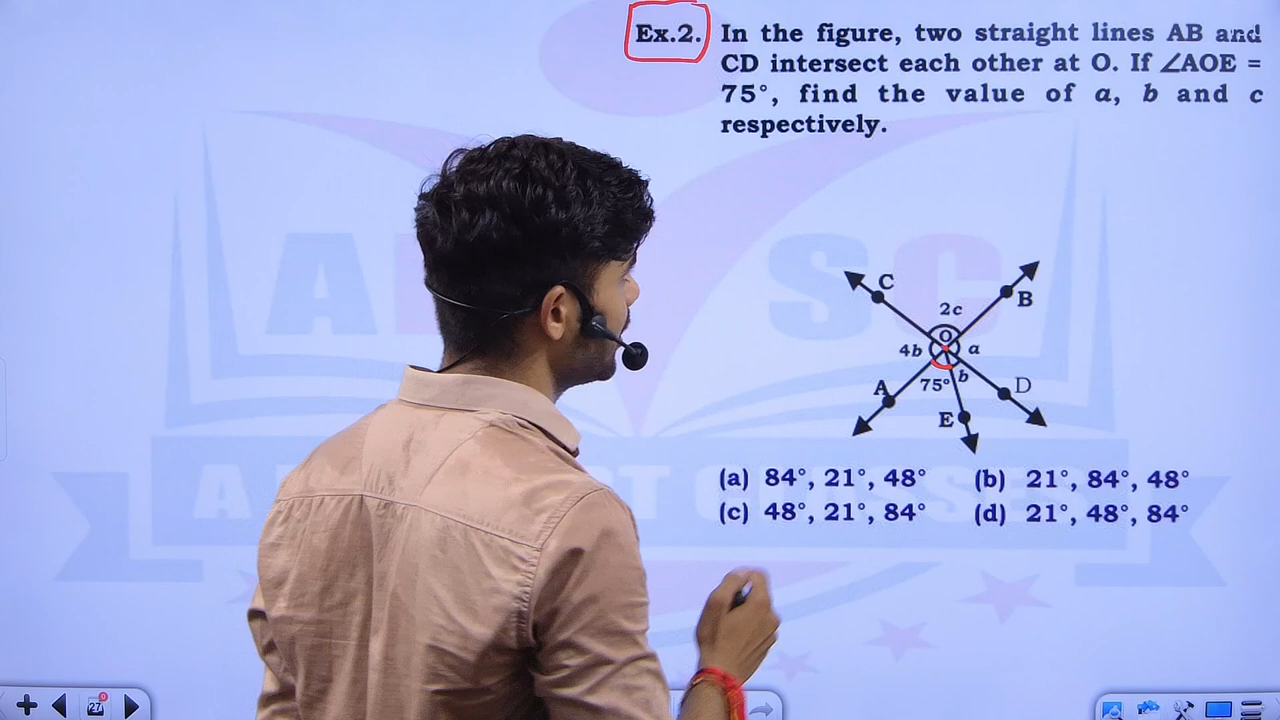 Ex.2. In the figure, two straight lines AB and
CD intersect each other at O. If ∠AOE =
75°, find the value of a, b and c
respectively.
C
B
2c
O
4b
a
A
75°
b
D
E
(a) 84°, 21°, 48° (b) 21°, 84°, 48°
(c) 48°, 21°, 84° (d) 21°, 48°, 84°
27
0